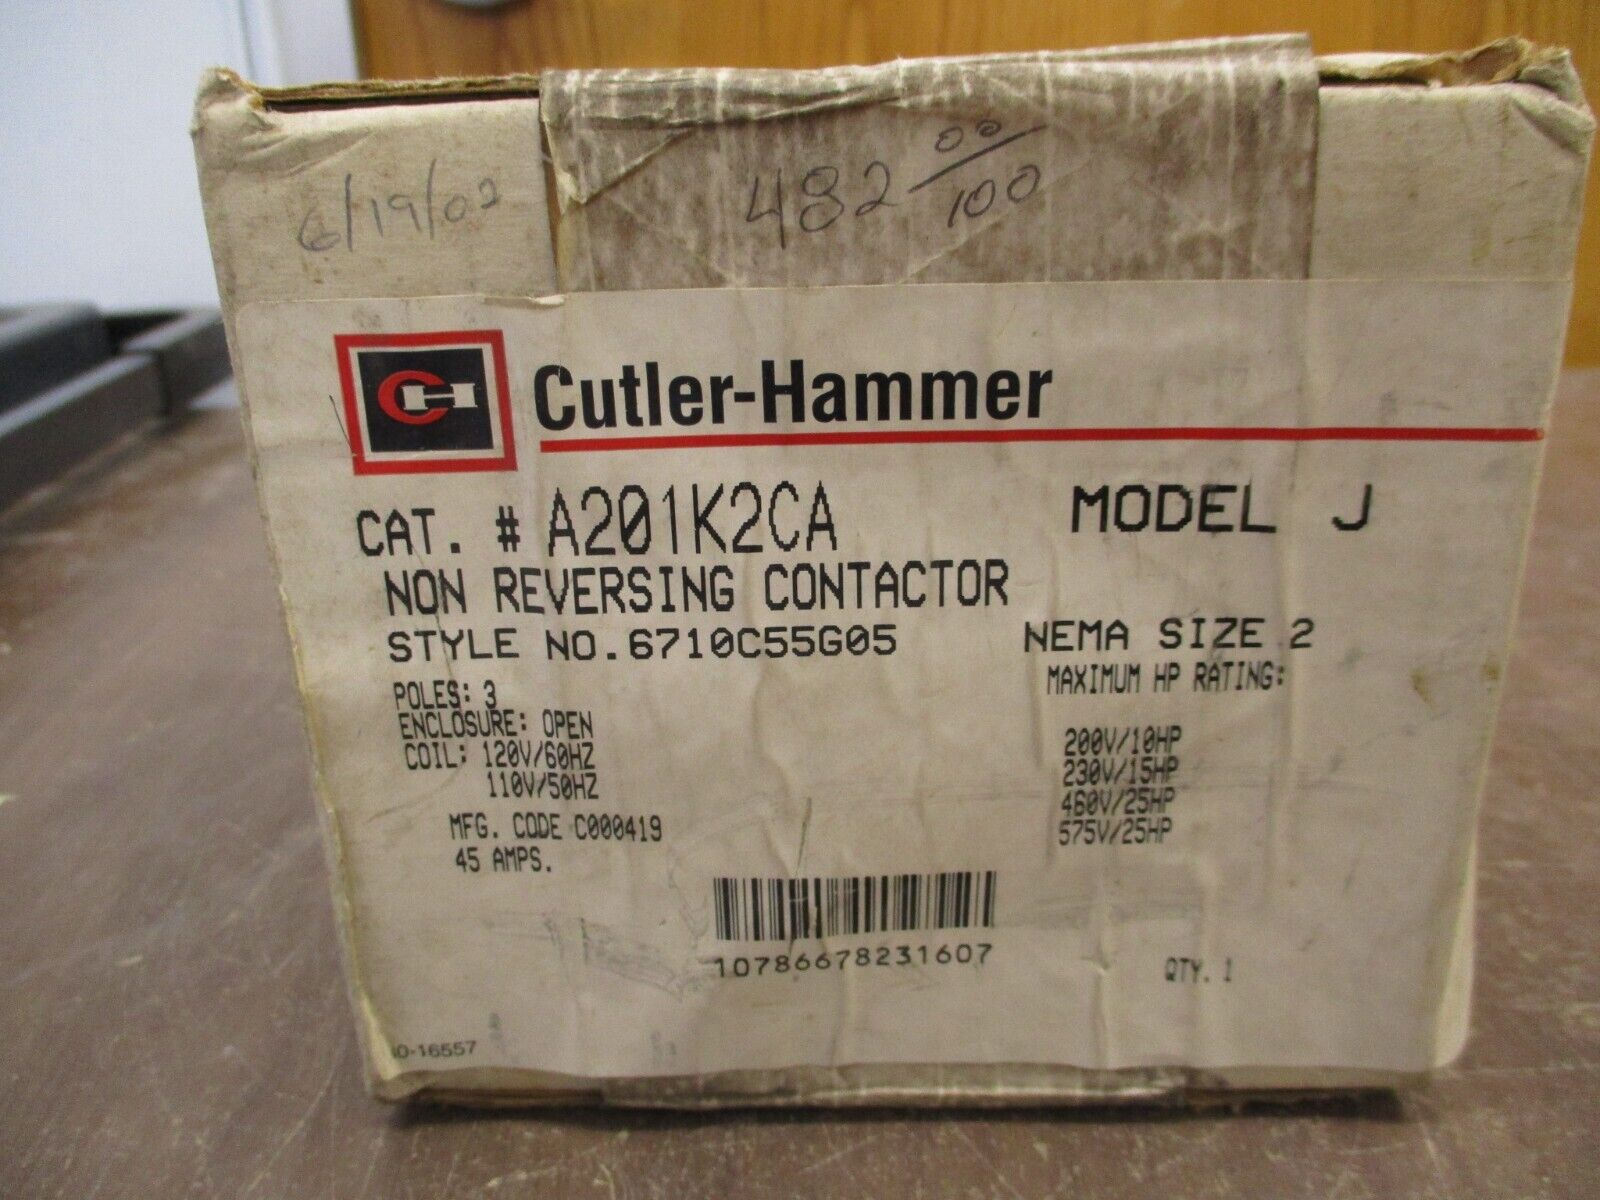 6/19/02
482 00/100
CH Cutler-Hammer
CAT. # A201K2CA MODEL J
NON REVERSING CONTACTOR
STYLE NO.6710C55G05 NEMA SIZE 2
POLES: 3 MAXIMUM HP RATING:
ENCLOSURE: OPEN
COIL: 120V/60HZ 200V/10HP
110V/50HZ 230V/15HP
460V/25HP
MFG. CODE C000419 575V/25HP
45 AMPS.
10786678231607
QTY. 1
0-16557